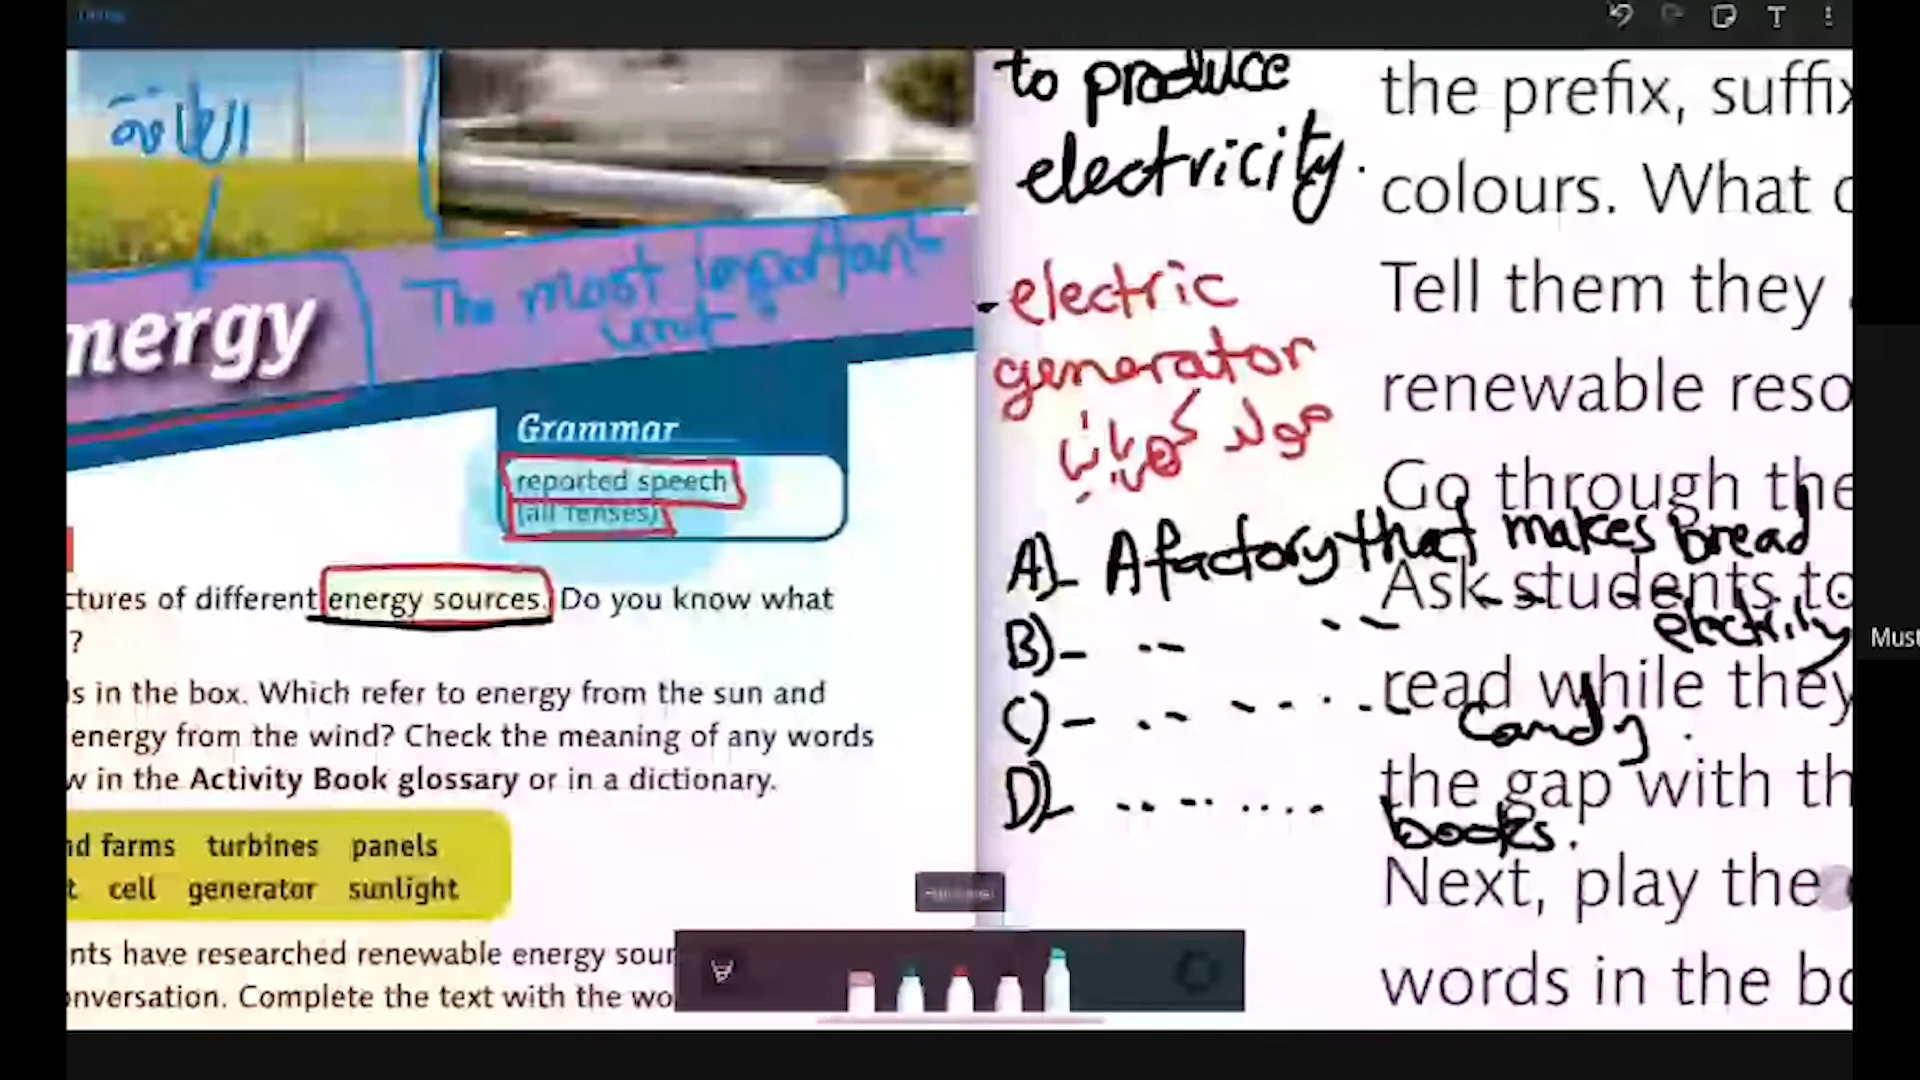 الطاقة
nergy
The most important
unit
Grammar
reported speech
(all tenses)
ctures of different energy sources. Do you know what
?
ls in the box. Which refer to energy from the sun and
energy from the wind? Check the meaning of any words
w in the Activity Book glossary or in a dictionary.
nd farms turbines panels
t cell generator sunlight
nts have researched renewable energy sour
onversation. Complete the text with the wo
to produce
electricity.
- electric
generator
مولد كهربائي
A)- A factory that makes bread
B)- -- -- electricity
C)- -- candy.
D)- books.
the prefix, suffix
colours. What c
Tell them they
renewable reso
Go through the
Ask students to
read while they
the gap with th
Next, play the
words in the bo
Must